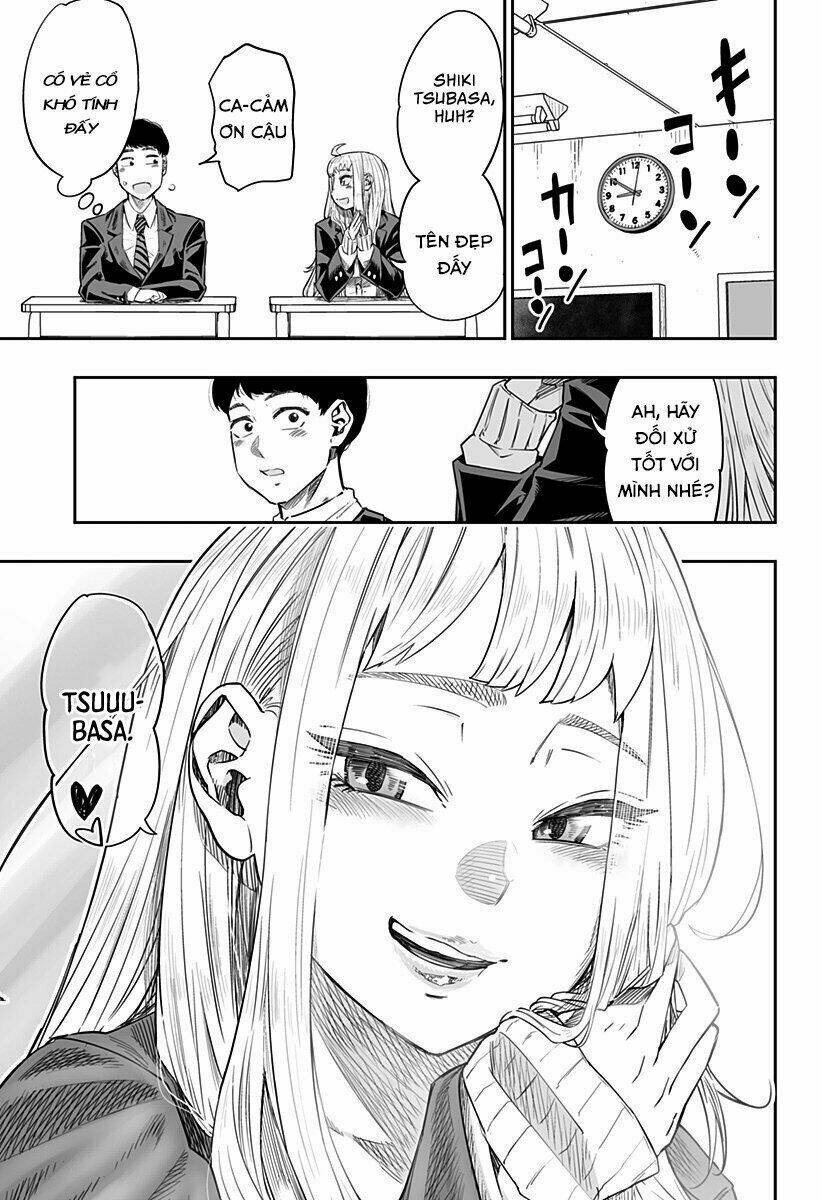 キーン
コーン
カーン
コーン
SHIKI
TSUBASA,
HUH?
TÊN ĐẸP
ĐẤY
CA-CẢM
ƠN CẬU
CÓ VẺ CÔ
KHÓ TÍNH
ĐẤY
AH, HÃY
ĐỐI XỬ
TỐT VỚI
MÌNH NHÉ?
TSUUU-
BASA!